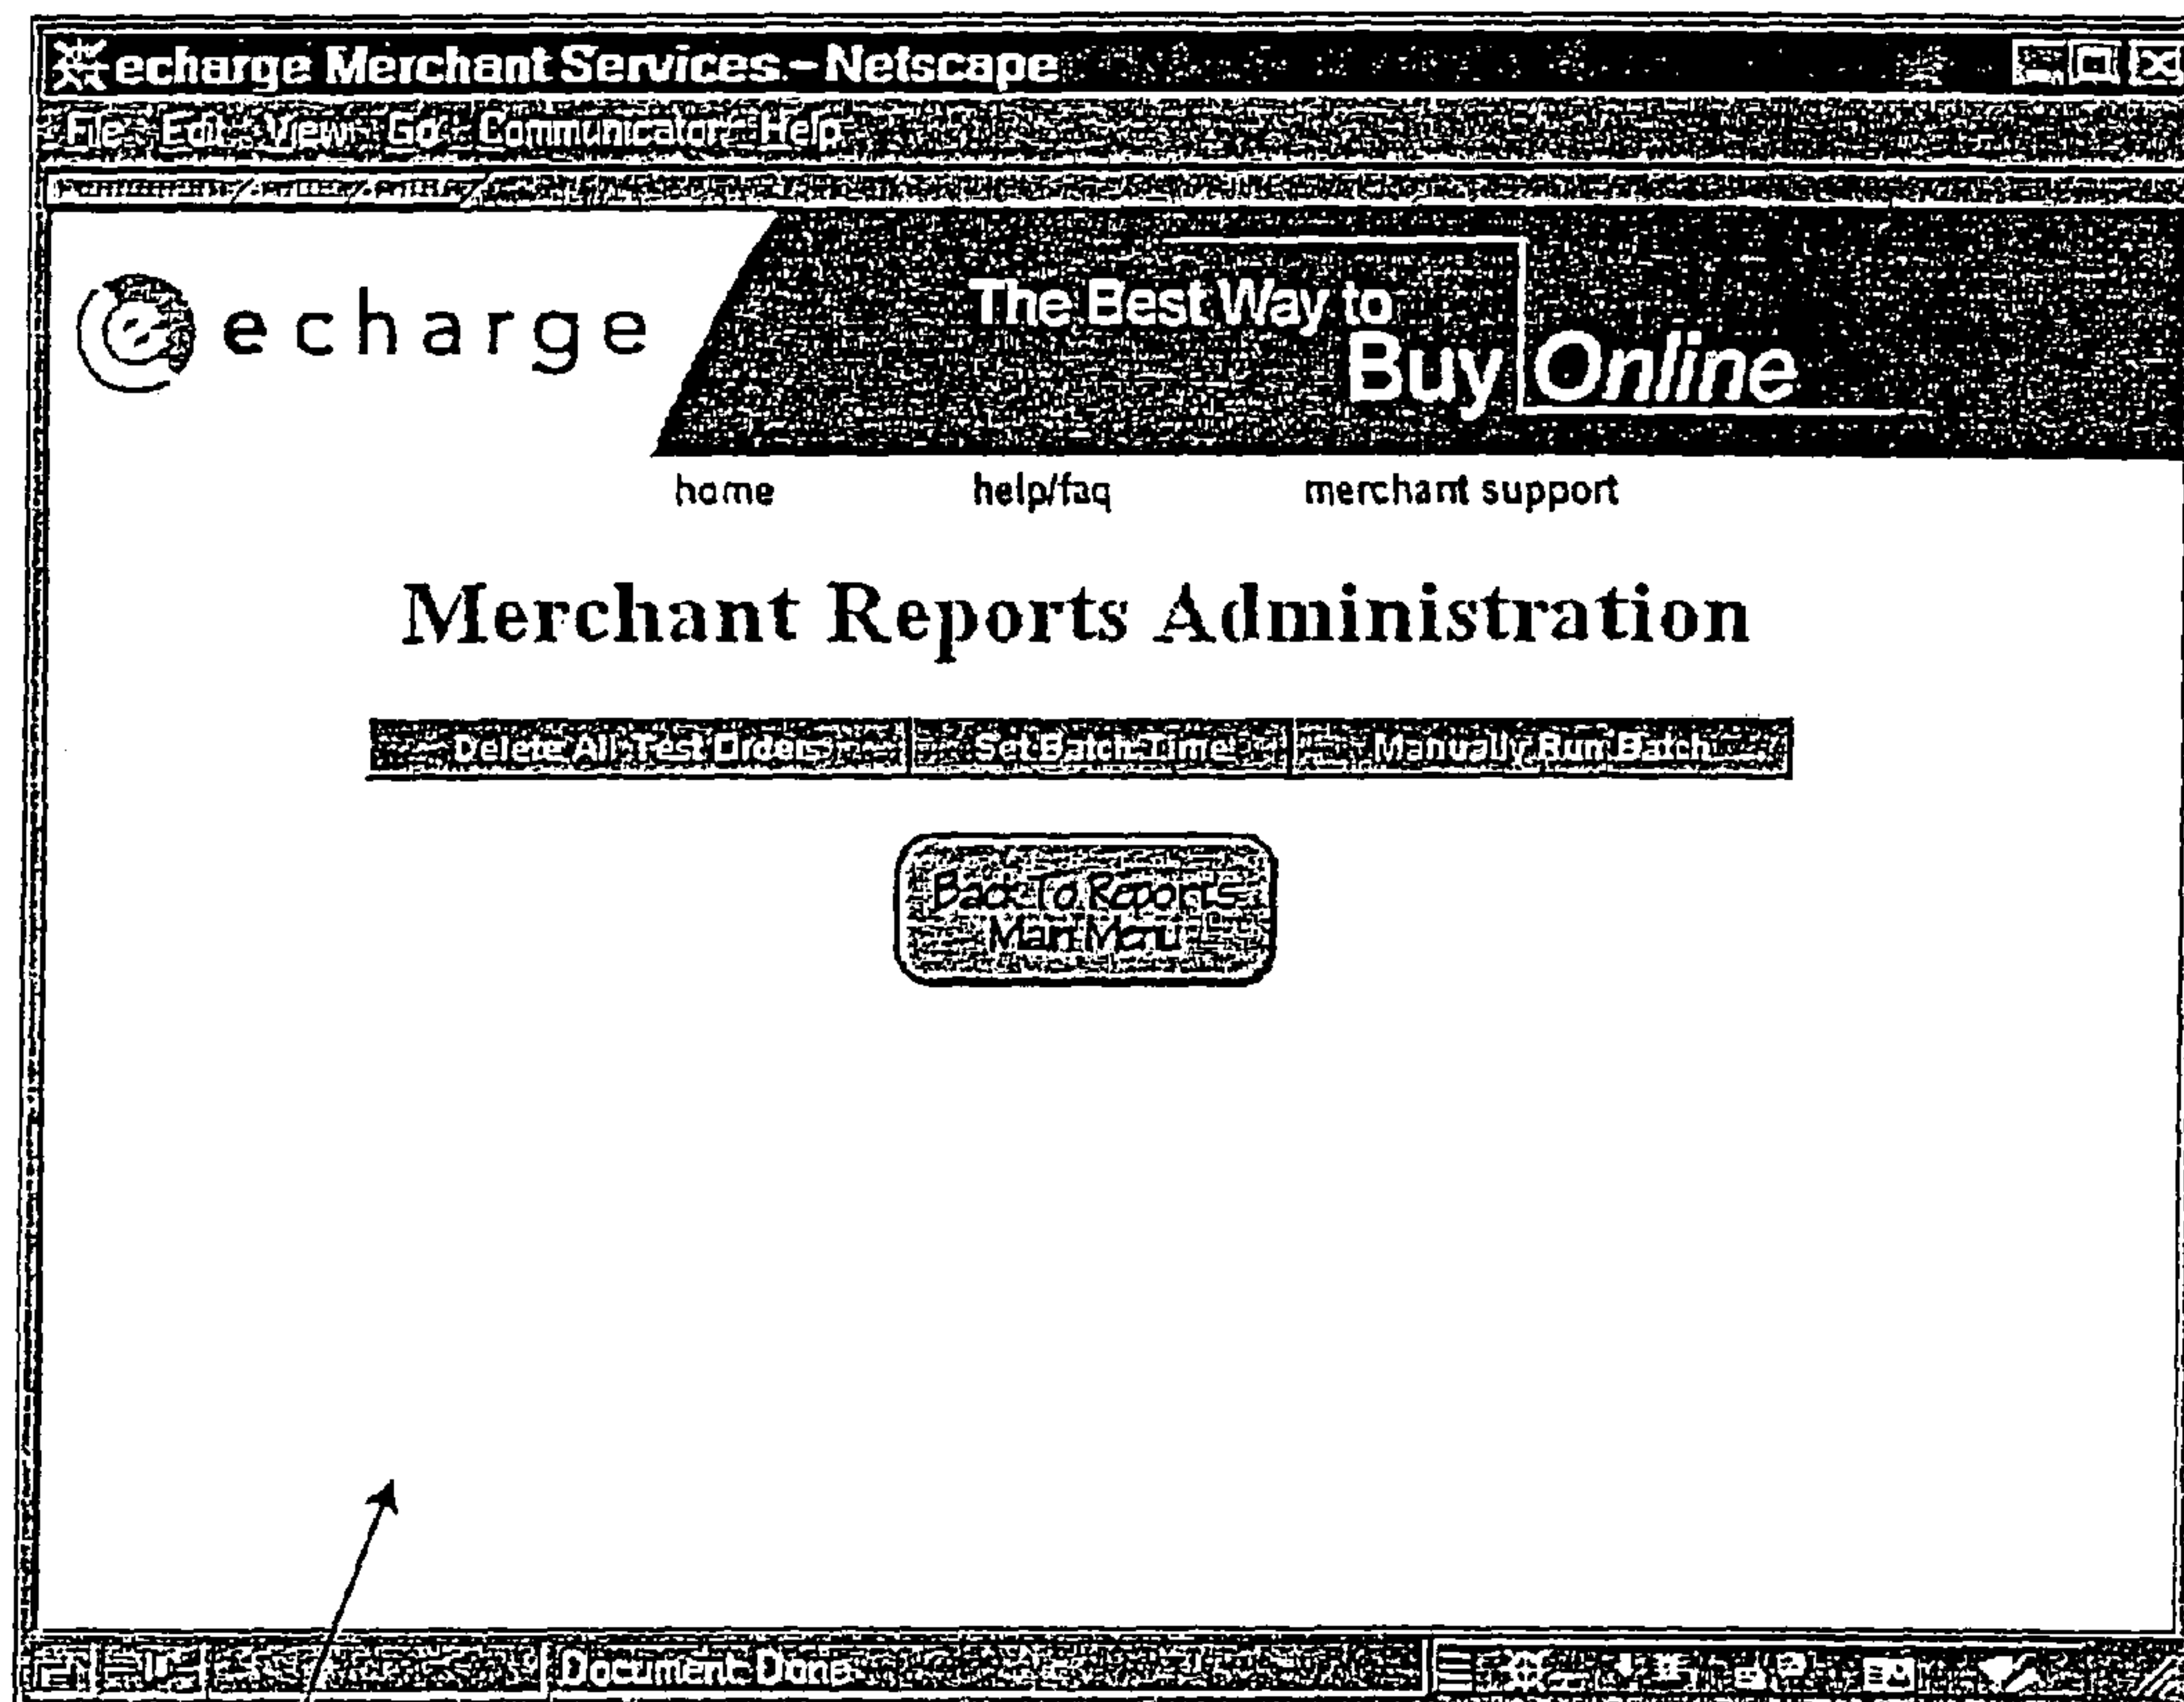 echarge Merchant Services - Netscape
File Edit View Go Communicator Help
echarge
The Best Way to
Buy Online
home help/faq merchant support
Merchant Reports Administration
Delete All Test Orders Set Batch Time Manually Run Batch
Back To Reports
Main Menu
Document: Done